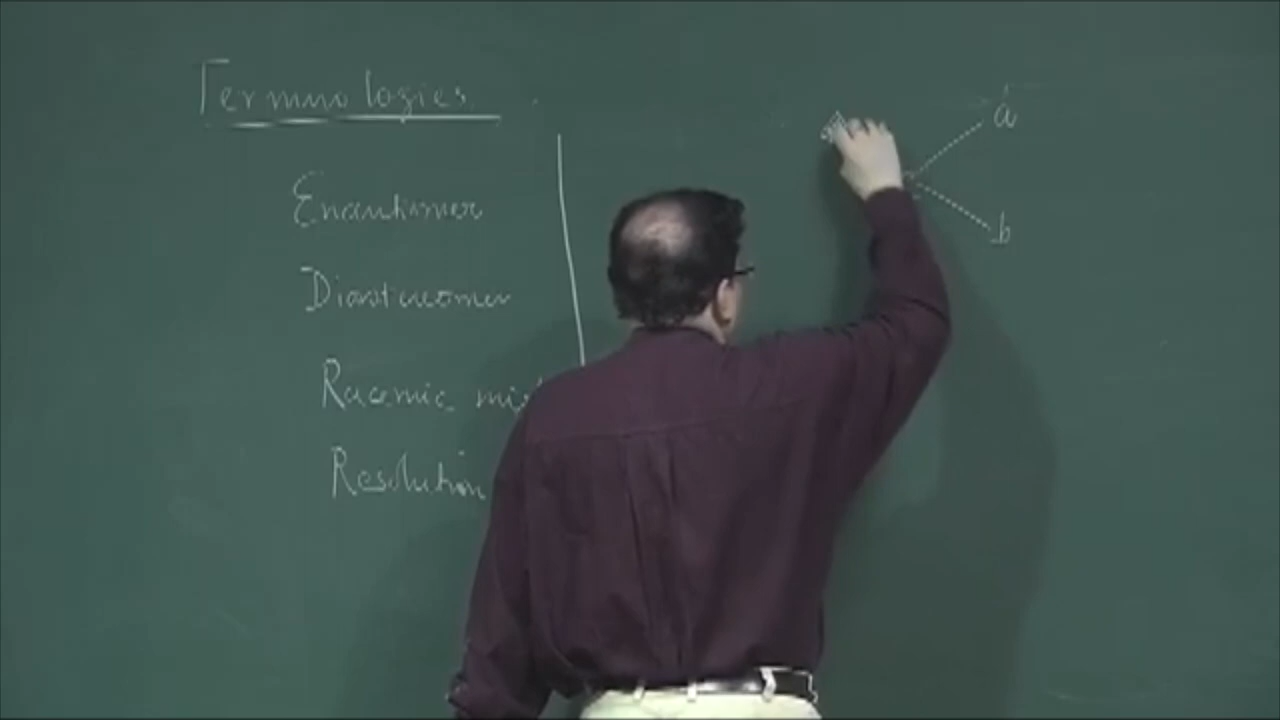 Terminologies
Enantiomer
Diastereomer
Racemic mix
Resolution
a
b